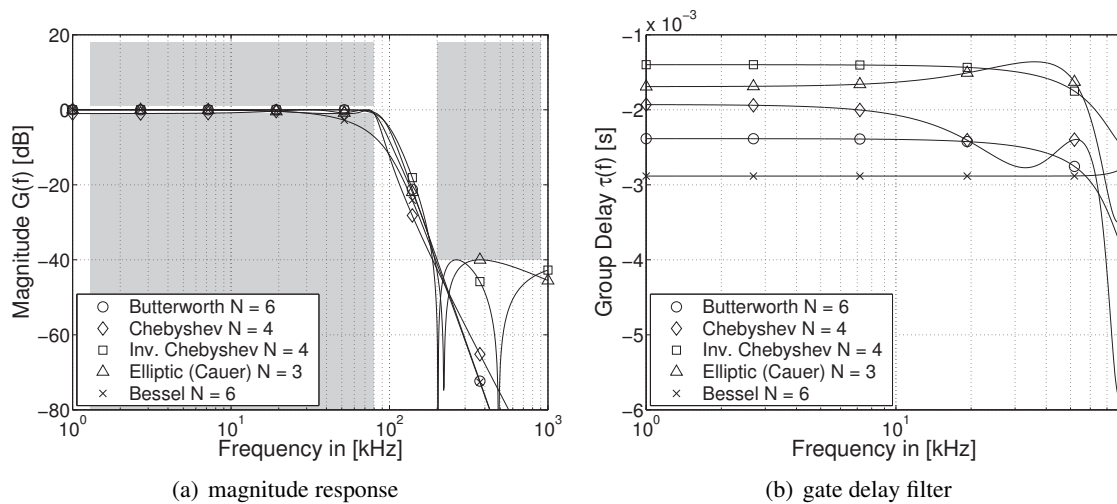 20
0
−20
−40
−60
−80
Magnitude G(f) [dB]
Butterworth N = 6
Chebyshev N = 4
Inv. Chebyshev N = 4
Elliptic (Cauer) N = 3
Bessel N = 6
10^0
10^1
10^2
10^3
Frequency in [kHz]
(a) magnitude response
x 10^−3
−1
−2
−3
−4
−5
−6
Group Delay τ(f) [s]
Butterworth N = 6
Chebyshev N = 4
Inv. Chebyshev N = 4
Elliptic (Cauer) N = 3
Bessel N = 6
10^0
10^1
Frequency in [kHz]
(b) gate delay filter